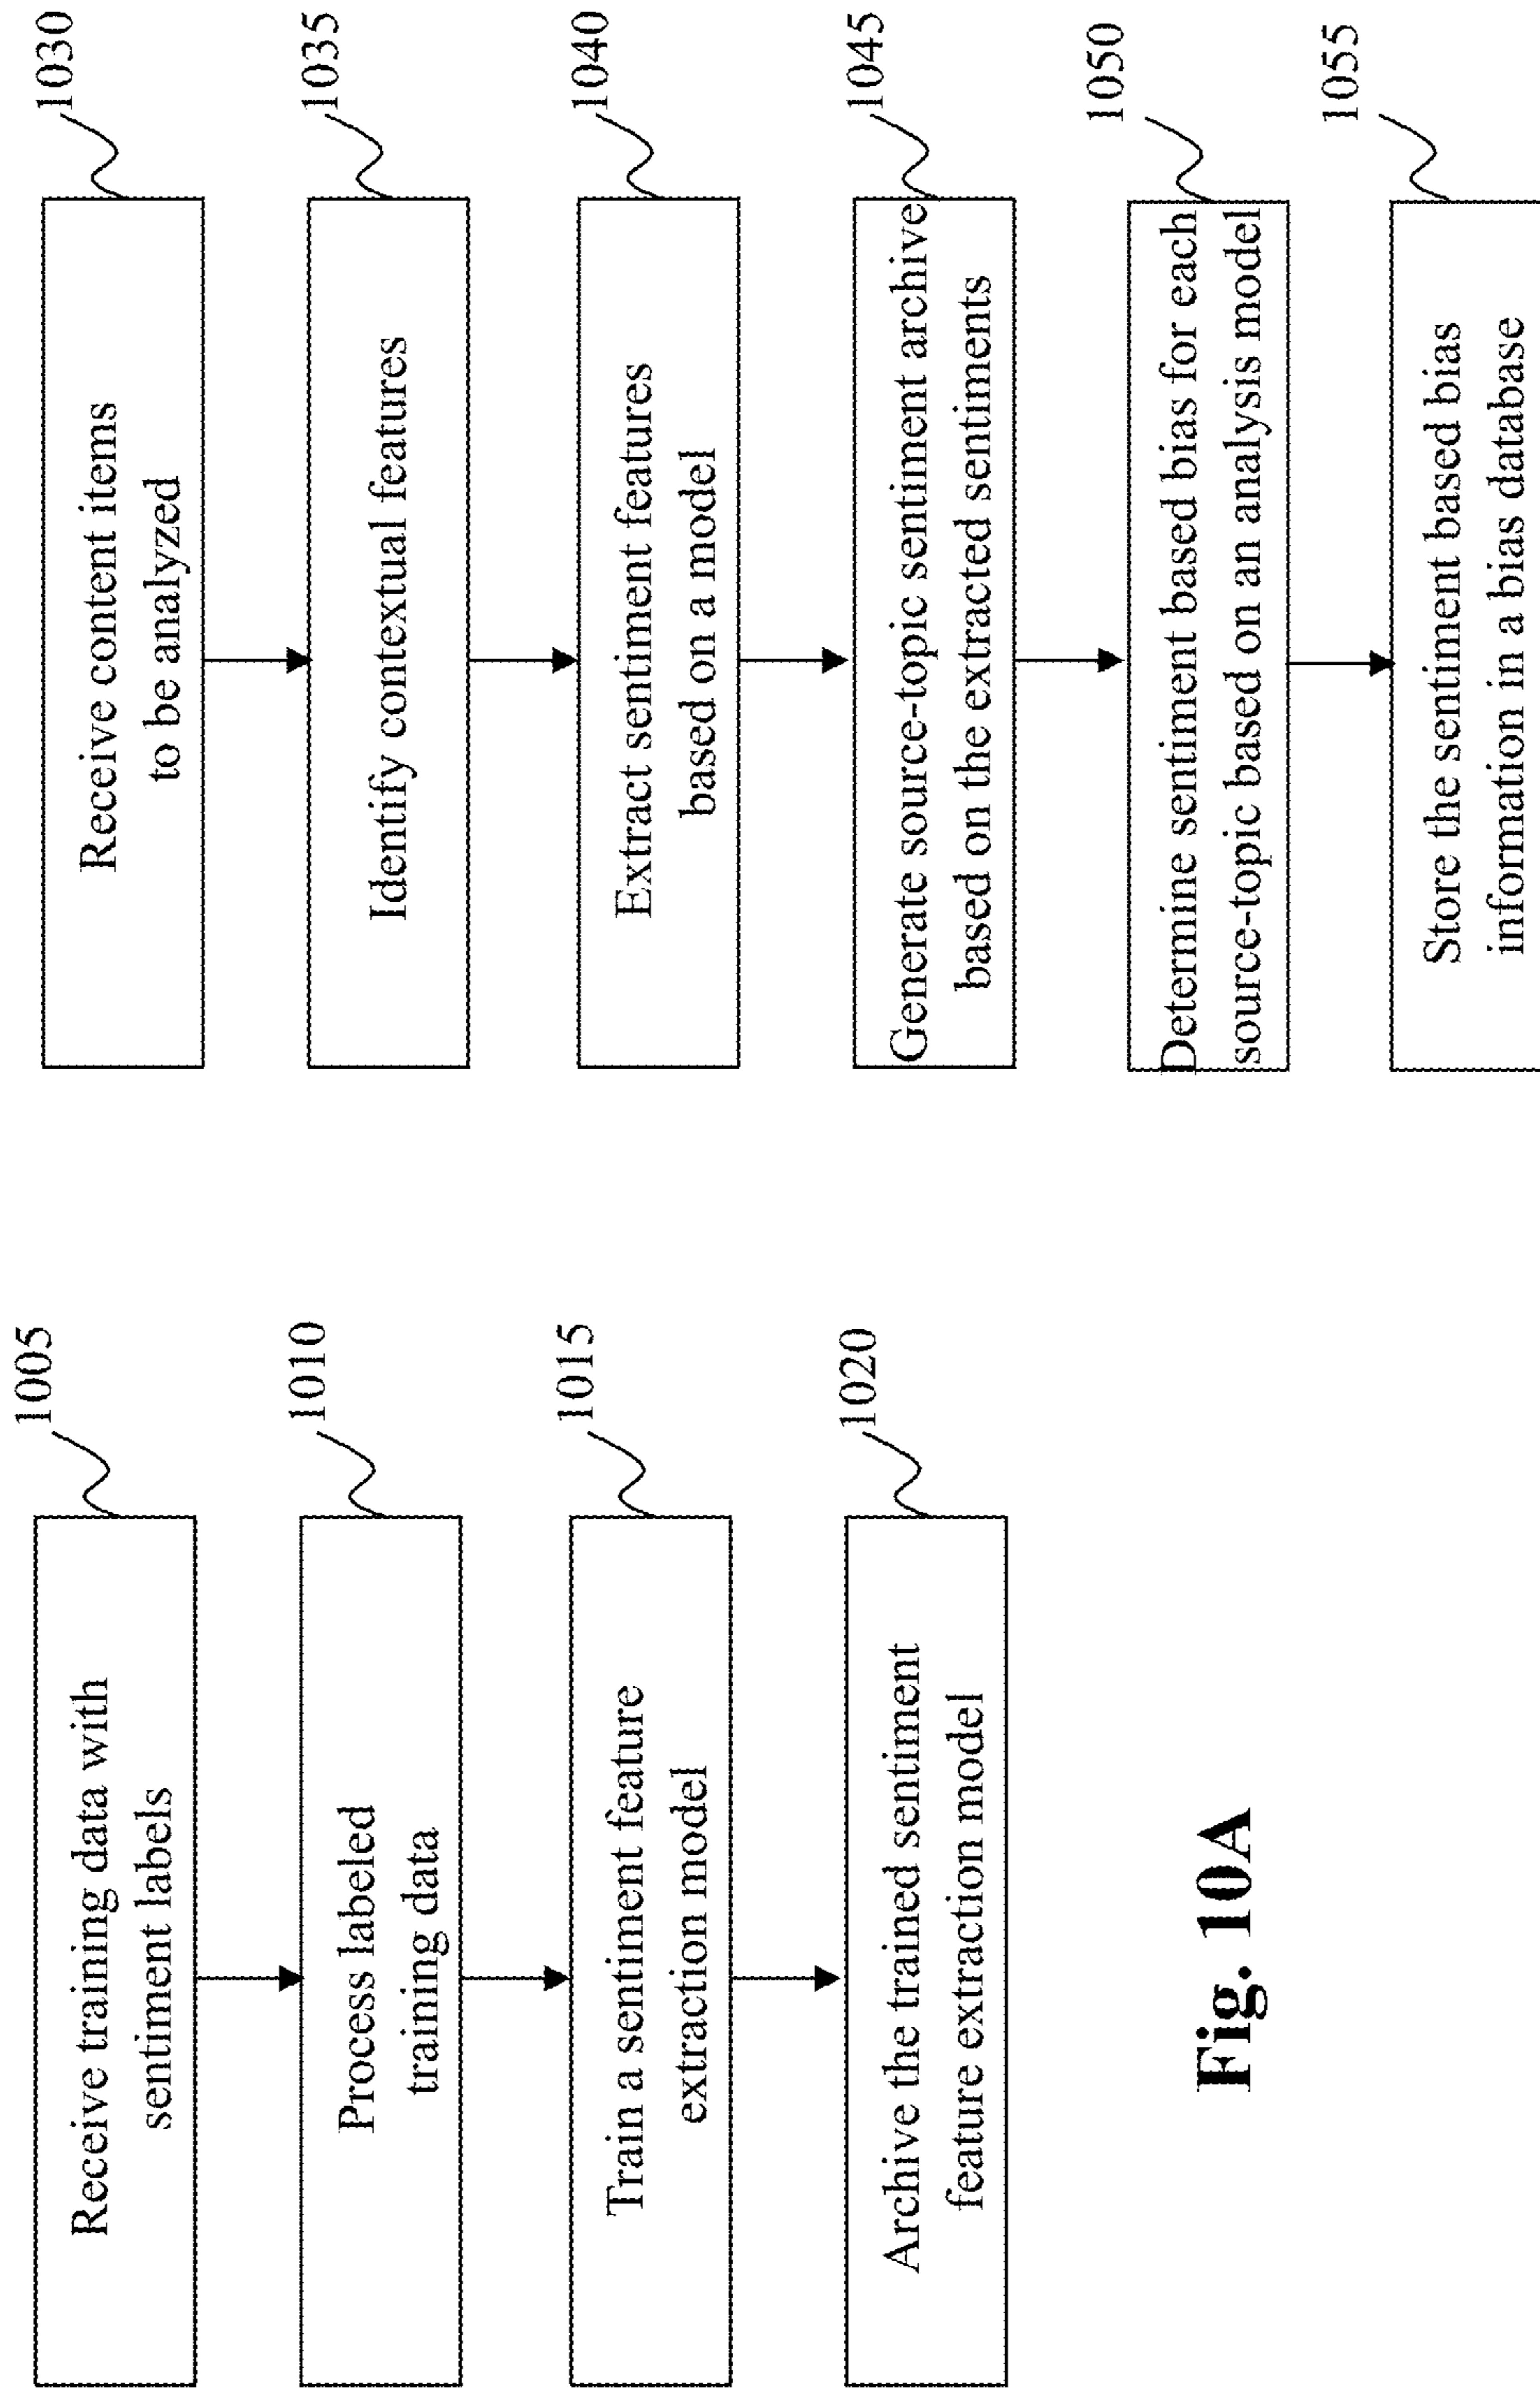 1005
Receive training data with
sentiment labels
1010
Process labeled
training data
1015
Train a sentiment feature
extraction model
1020
Archive the trained sentiment
feature extraction model
Fig. 10A
1030
Receive content items
to be analyzed
1035
Identify contextual features
1040
Extract sentiment features
based on a model
1045
Generate source-topic sentiment archive
based on the extracted sentiments
1050
Determine sentiment based bias for each
source-topic based on an analysis model
1055
Store the sentiment based bias
information in a bias database